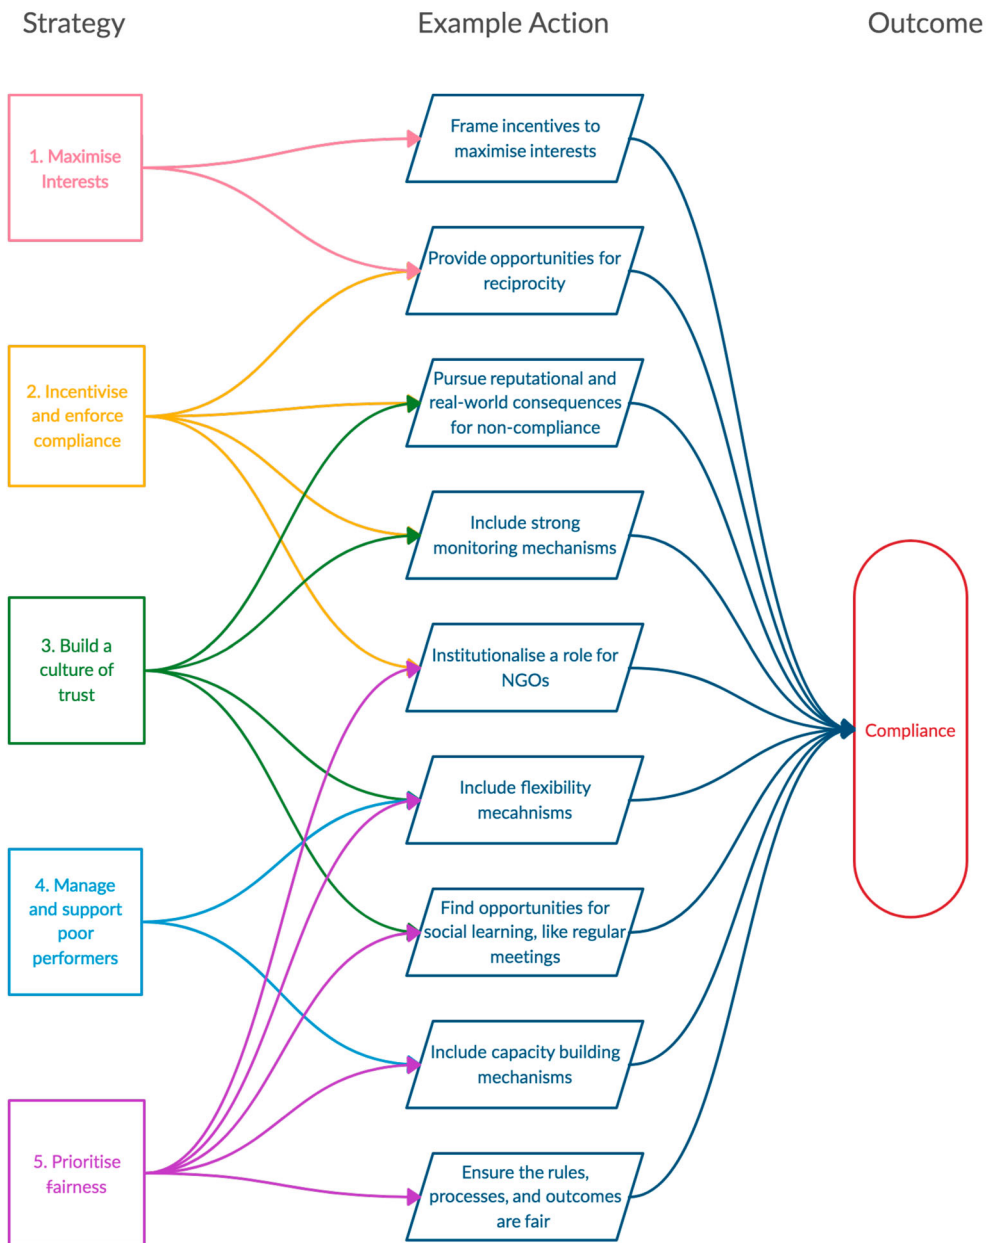 Strategy
Example Action
Outcome
1. Maximise
Interests
2. Incentivise
and enforce
compliance
3. Build a
culture of
trust
4. Manage
and support
poor
performers
5. Prioritise
fairness
Frame incentives to
maximise interests
Provide opportunities for
reciprocity
Pursue reputational and
real-world consequences
for non-compliance
Include strong
monitoring mechanisms
Institutionalise a role for
NGOs
Include flexibility
mecahnisms
Find opportunities for
social learning, like regular
meetings
Include capacity building
mechanisms
Ensure the rules,
processes, and outcomes
are fair
Compliance